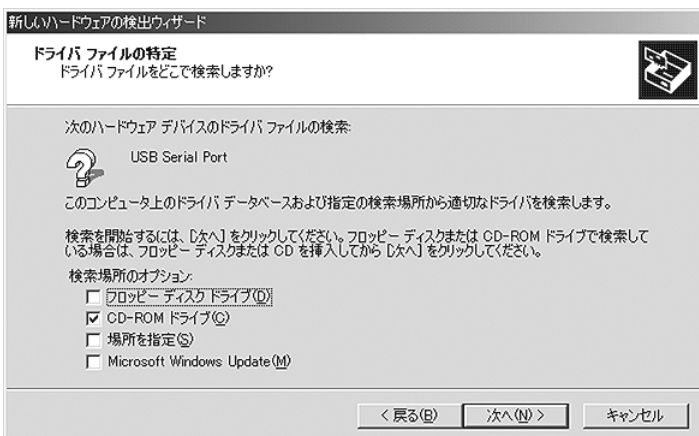 新しいハードウェアの検出ウィザード
ドライバ ファイルの特定
ドライバ ファイルをどこで検索しますか?
次のハードウェア デバイスのドライバ ファイルの検索:
USB Serial Port
このコンピュータ上のドライバ データベースおよび指定の検索場所から適切なドライバを検索します。
検索を開始するには、[次へ] をクリックしてください。フロッピー ディスクまたは CD-ROM ドライブで検索して
いる場合は、フロッピー ディスクまたは CD を挿入してから [次へ] をクリックしてください。
検索場所のオプション:
フロッピー ディスク ドライブ(D)
CD-ROM ドライブ(C)
場所を指定(S)
Microsoft Windows Update(M)
< 戻る(B) 次へ(N) > キャンセル